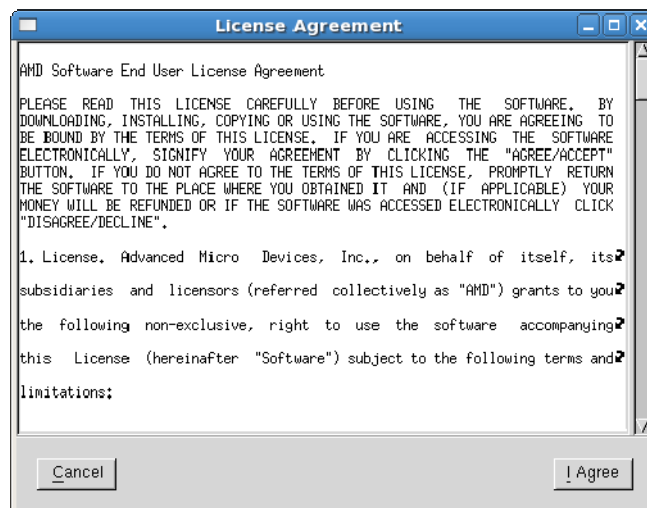 License Agreement
AMD Software End User License Agreement
PLEASE READ THIS LICENSE CAREFULLY BEFORE USING THE SOFTWARE. BY
DOWNLOADING, INSTALLING, COPYING OR USING THE SOFTWARE, YOU ARE AGREEING TO
BE BOUND BY THE TERMS OF THIS LICENSE. IF YOU ARE ACCESSING THE SOFTWARE
ELECTRONICALLY, SIGNIFY YOUR AGREEMENT BY CLICKING THE "AGREE/ACCEPT"
BUTTON. IF YOU DO NOT AGREE TO THE TERMS OF THIS LICENSE, PROMPTLY RETURN
THE SOFTWARE TO THE PLACE WHERE YOU OBTAINED IT AND (IF APPLICABLE) YOUR
MONEY WILL BE REFUNDED OR IF THE SOFTWARE WAS ACCESSED ELECTRONICALLY CLICK
"DISAGREE/DECLINE".
1. License. Advanced Micro Devices, Inc., on behalf of itself, its
subsidiaries and licensors (referred collectively as "AMD") grants to you
the following non-exclusive, right to use the software accompanying
this License (hereinafter "Software") subject to the following terms and
limitations:
Cancel
I Agree